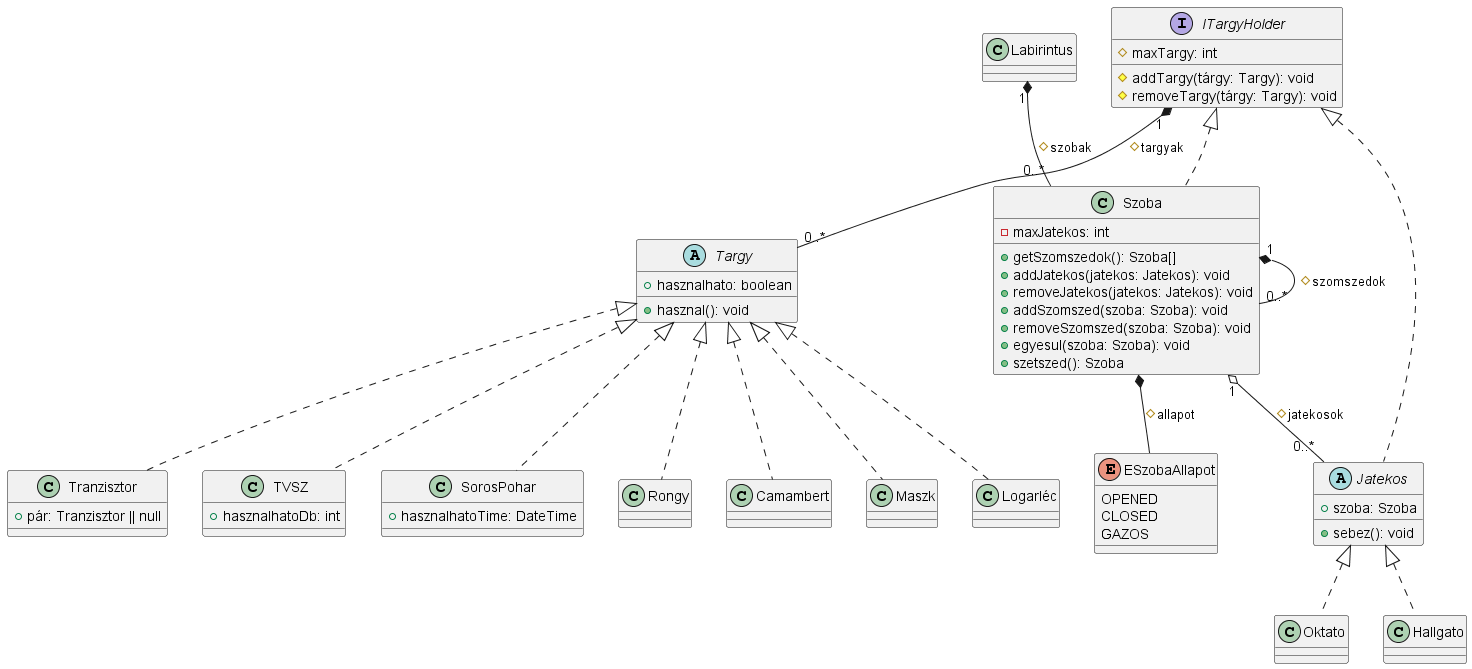 Labirintus
ITargyHolder
maxTargy: int
addTargy(tárgy: Targy): void
removeTargy(tárgy: Targy): void
1
szobak
0..*
1
targyak
0..*
Szoba
maxJatekos: int
getSzomszedok(): Szoba[]
addJatekos(jatekos: Jatekos): void
removeJatekos(jatekos: Jatekos): void
addSzomszed(szoba: Szoba): void
removeSzomszed(szoba: Szoba): void
egyesul(szoba: Szoba): void
szetszed(): Szoba
1
szomszedok
0..*
Targy
hasznalhato: boolean
hasznal(): void
allapot
1
jatekosok
0..*
Tranzisztor
pár: Tranzisztor || null
TVSZ
hasznalhatoDb: int
SorosPohar
hasznalhatoTime: DateTime
Rongy
Camambert
Maszk
Logarléc
ESzobaAllapot
OPENED
CLOSED
GAZOS
Jatekos
szoba: Szoba
sebez(): void
Oktato
Hallgato